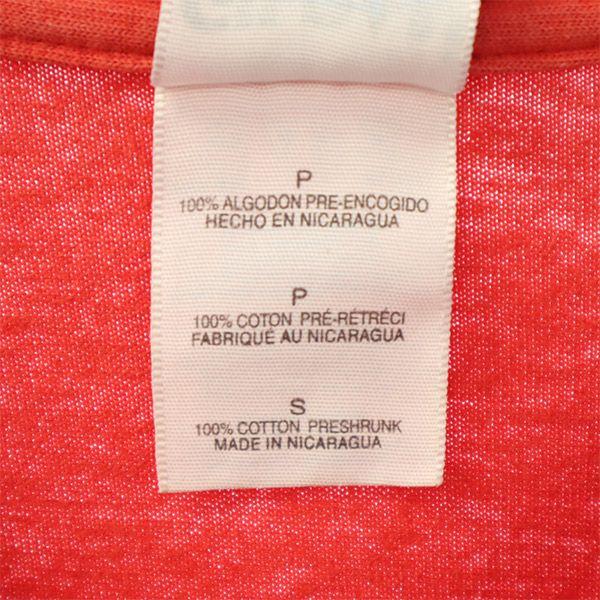 P
100% ALGODON PRE-ENCOGIDO
HECHO EN NICARAGUA
P
100% COTON PRÉ-RÉTRÉCI
FABRIQUÉ AU NICARAGUA
S
100% COTTON PRESHRUNK
MADE IN NICARAGUA